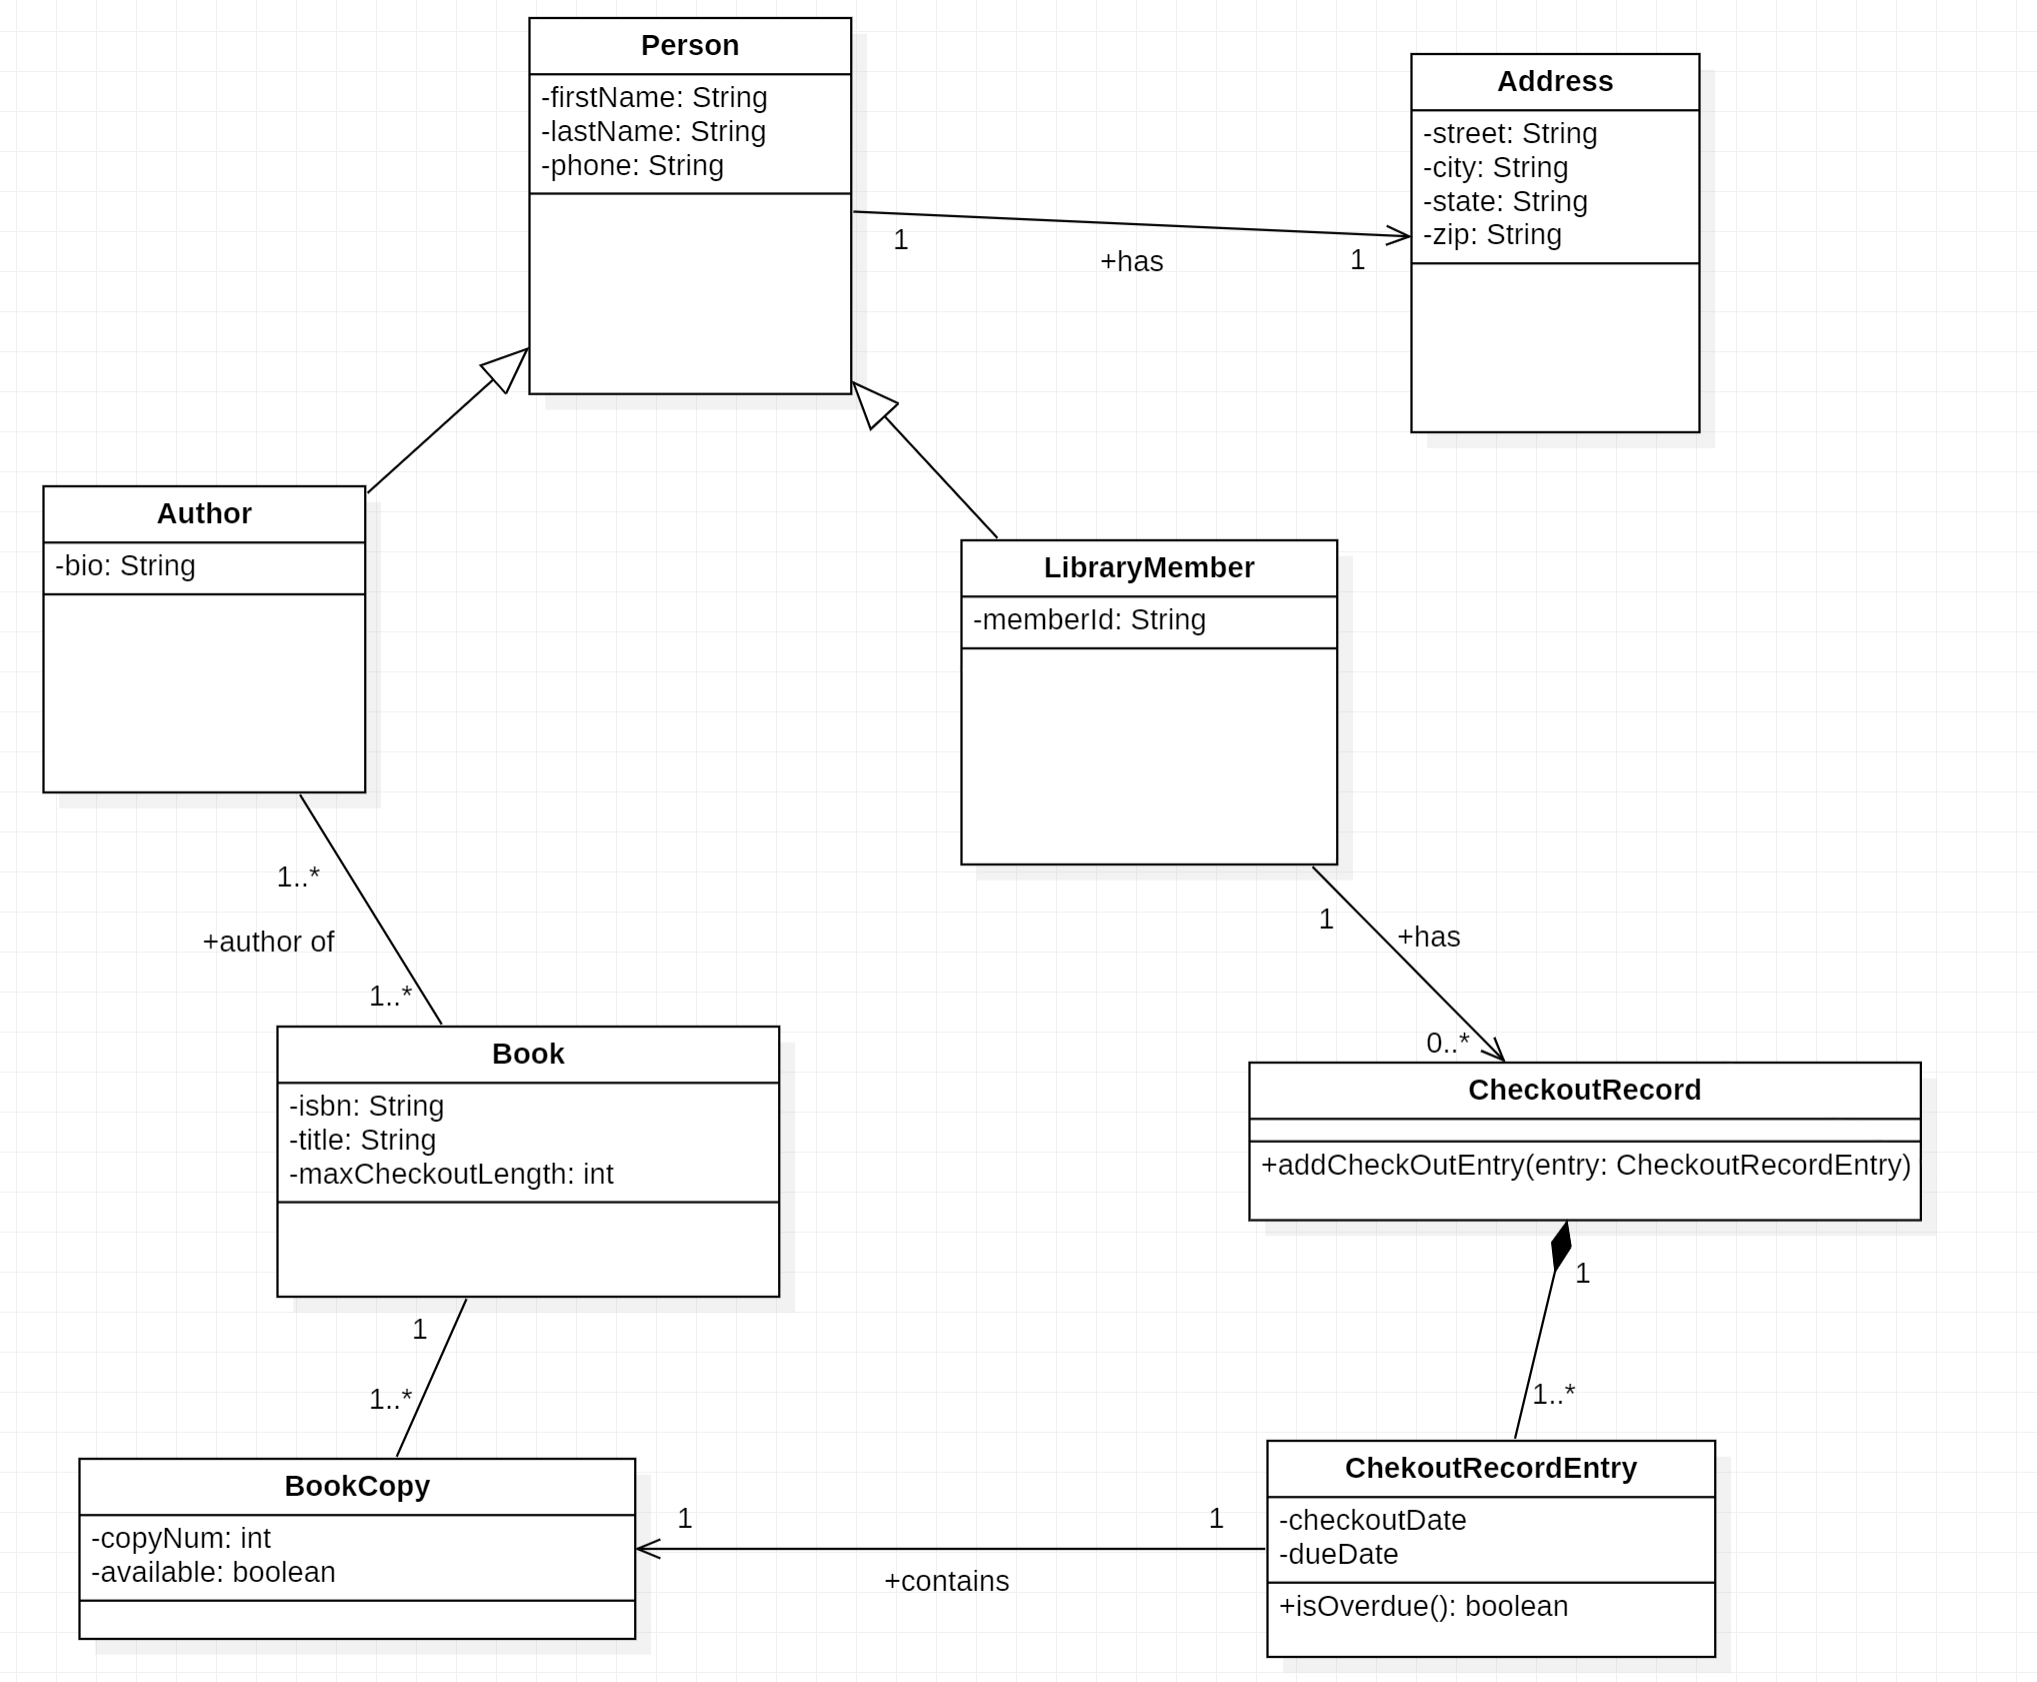 Person
-firstName: String
-lastName: String
-phone: String
Address
-street: String
-city: String
-state: String
-zip: String
1
+has
1
Author
-bio: String
LibraryMember
-memberId: String
1..*
+author of
1..*
1
+has
0..*
Book
-isbn: String
-title: String
-maxCheckoutLength: int
CheckoutRecord
+addCheckOutEntry(entry: CheckoutRecordEntry)
1
1..*
1
1..*
BookCopy
-copyNum: int
-available: boolean
1
+contains
1
ChekoutRecordEntry
-checkoutDate
-dueDate
+isOverdue(): boolean